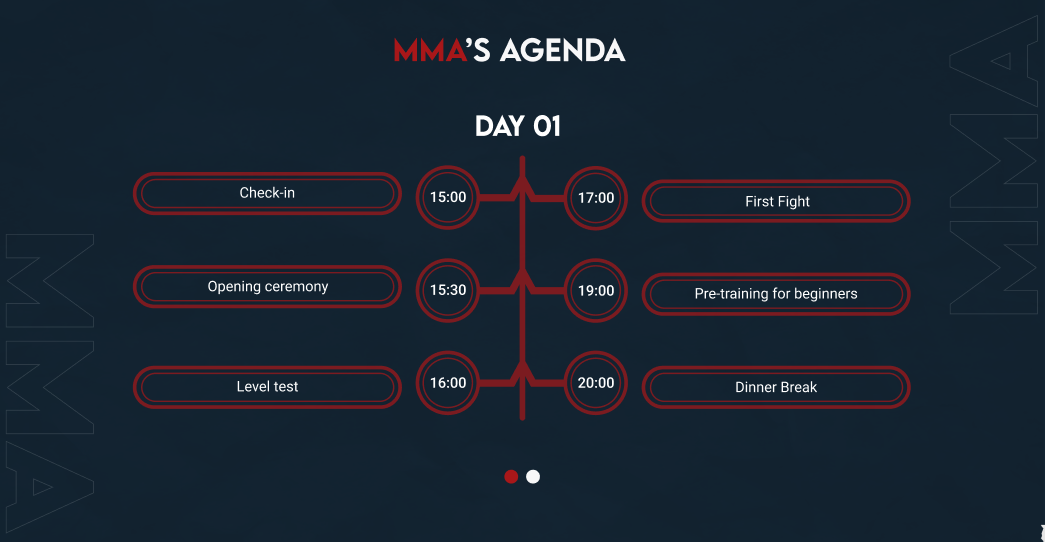 MMA'S AGENDA
DAY 01
Check-in
15:00
17:00
First Fight
Opening ceremony
15:30
19:00
Pre-training for beginners
Level test
16:00
20:00
Dinner Break
MMA
MMA